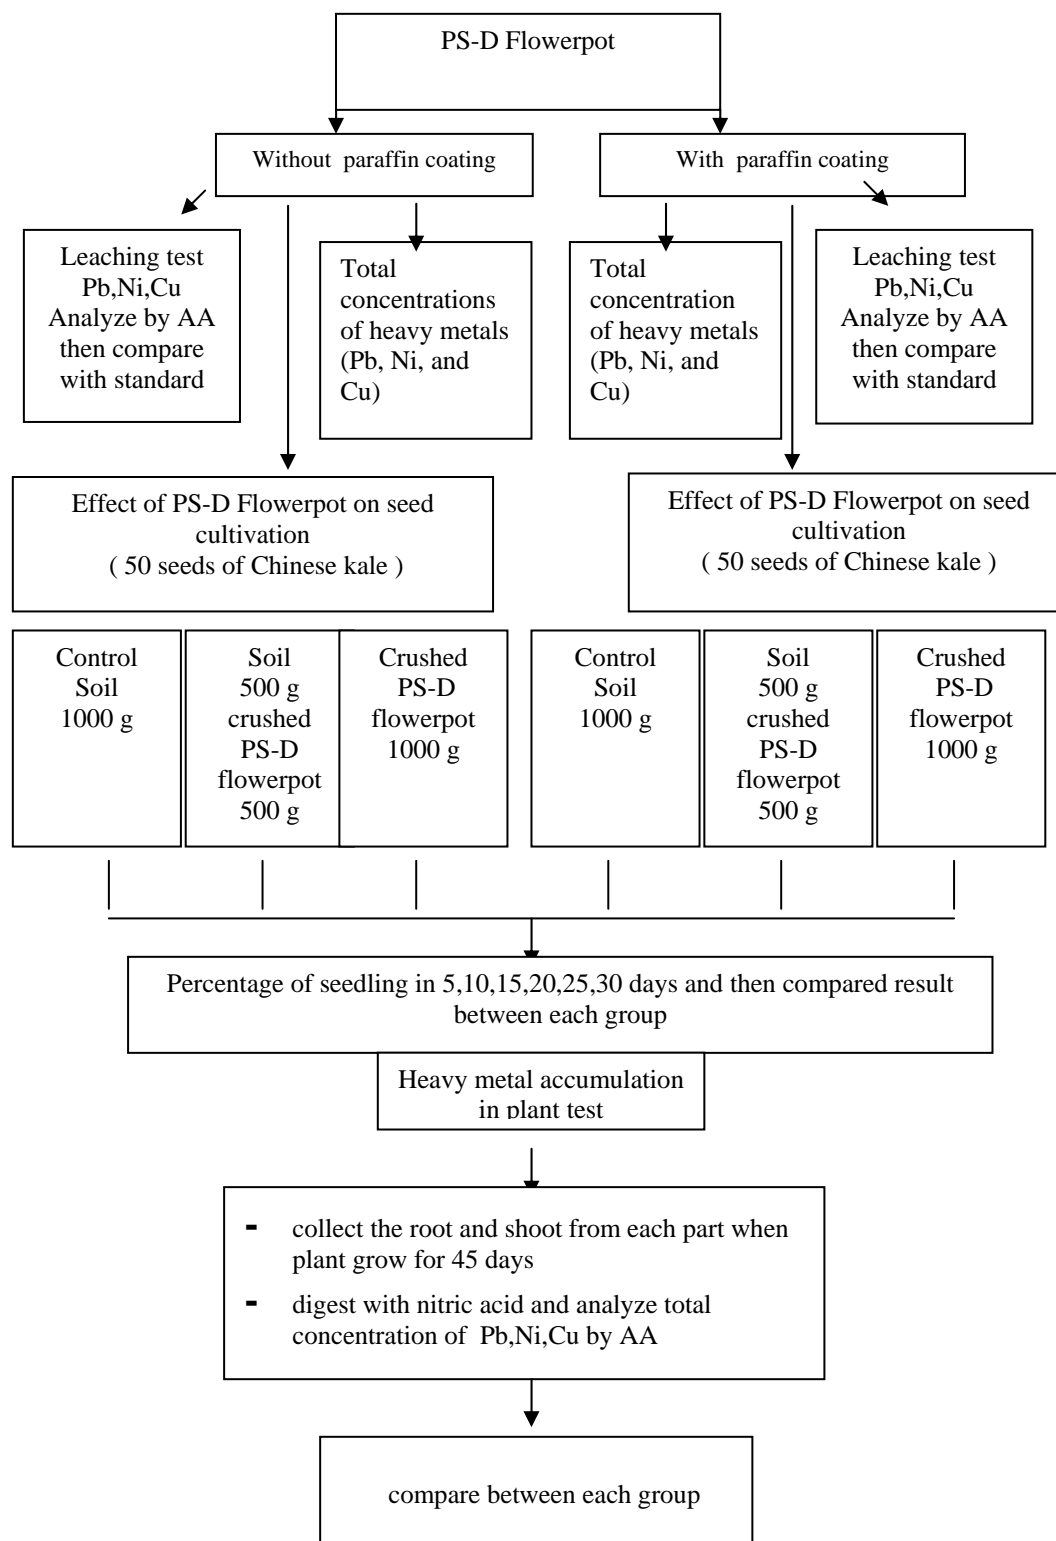 PS-D Flowerpot
Without paraffin coating
With paraffin coating
Leaching test
Pb,Ni,Cu
Analyze by AA
then compare
with standard
Total
concentrations
of heavy metals
(Pb, Ni, and
Cu)
Total
concentration
of heavy metals
(Pb, Ni, and
Cu)
Leaching test
Pb,Ni,Cu
Analyze by AA
then compare
with standard
Effect of PS-D Flowerpot on seed
cultivation
( 50 seeds of Chinese kale )
Effect of PS-D Flowerpot on seed
cultivation
( 50 seeds of Chinese kale )
Control
Soil
1000 g
Soil
500 g
crushed
PS-D
flowerpot
500 g
Crushed
PS-D
flowerpot
1000 g
Control
Soil
1000 g
Soil
500 g
crushed
PS-D
flowerpot
500 g
Crushed
PS-D
flowerpot
1000 g
Percentage of seedling in 5,10,15,20,25,30 days and then compared result
between each group
Heavy metal accumulation
in plant test
- collect the root and shoot from each part when
plant grow for 45 days
- digest with nitric acid and analyze total
concentration of Pb,Ni,Cu by AA
compare between each group